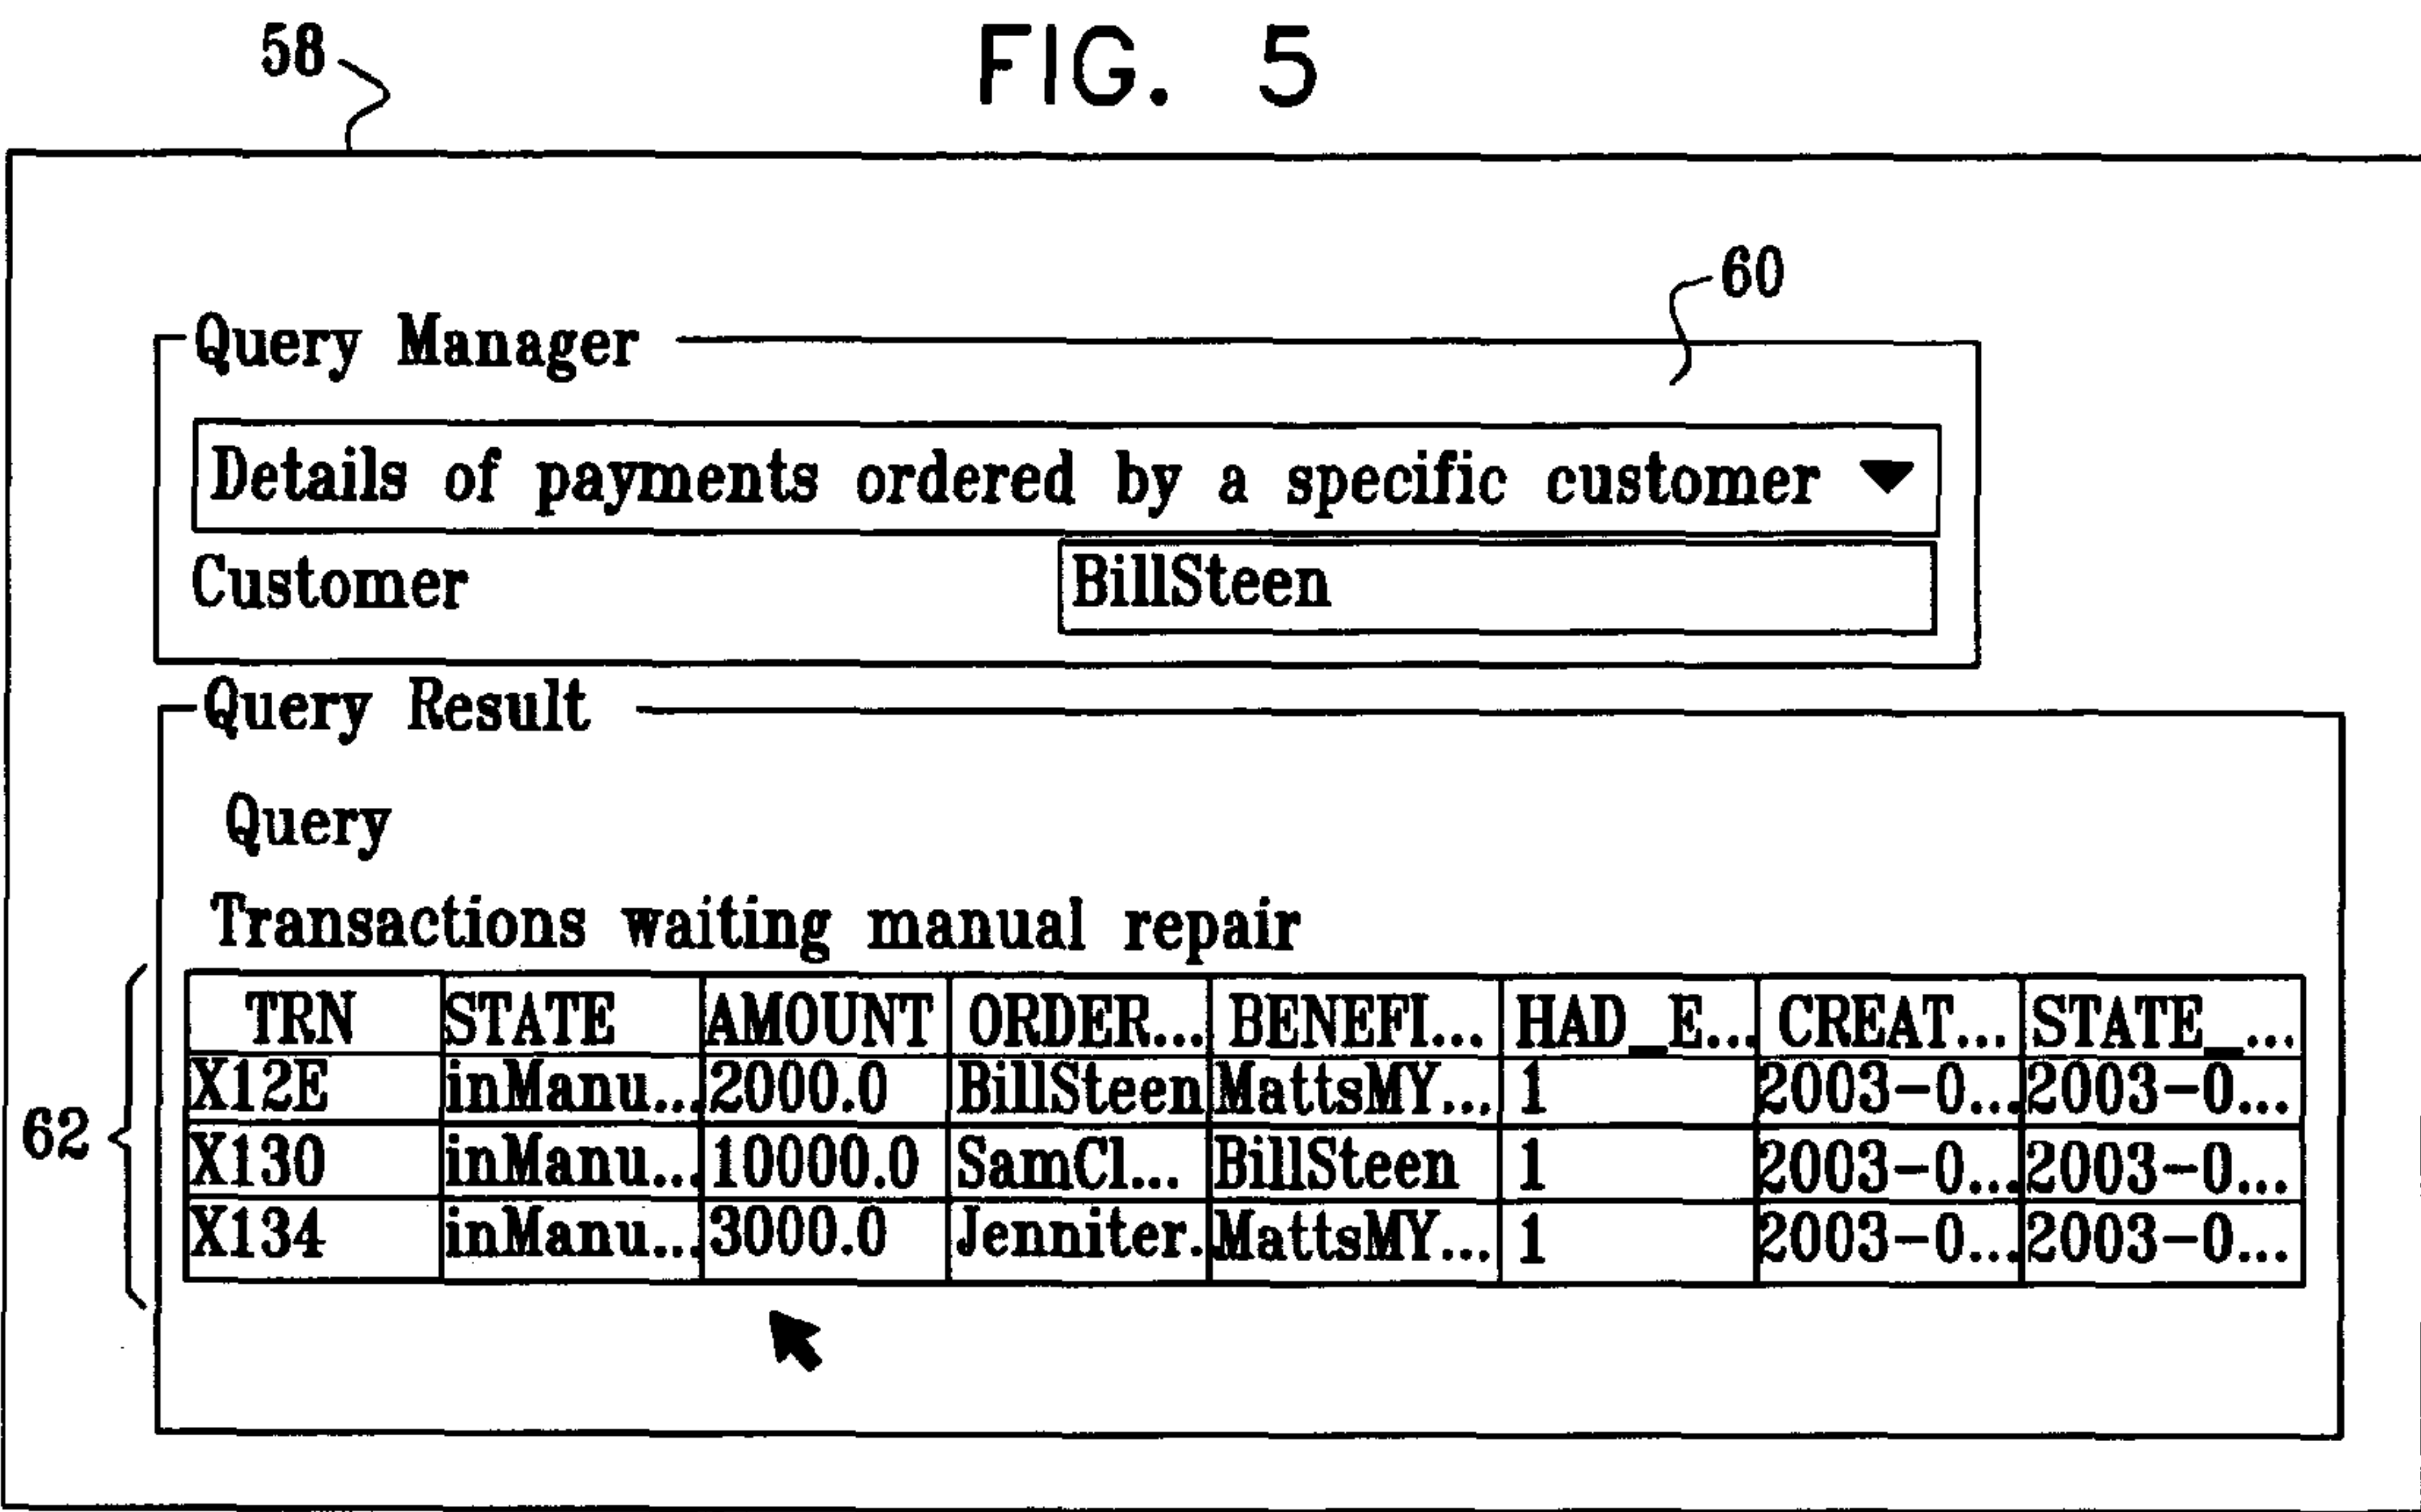 FIG. 5
58
60
Query Manager
Details of payments ordered by a specific customer
Customer BillSteen
Query Result
Query
Transactions waiting manual repair
TRN STATE AMOUNT ORDER... BENEFI... HAD_E... CREAT... STATE_...
X12E inManu... 2000.0 BillSteen MattsMY... 1 2003-0... 2003-0...
62
X130 inManu... 10000.0 SamCl... BillSteen 1 2003-0... 2003-0...
X134 inManu... 3000.0 Jenniter. MattsMY... 1 2003-0... 2003-0...